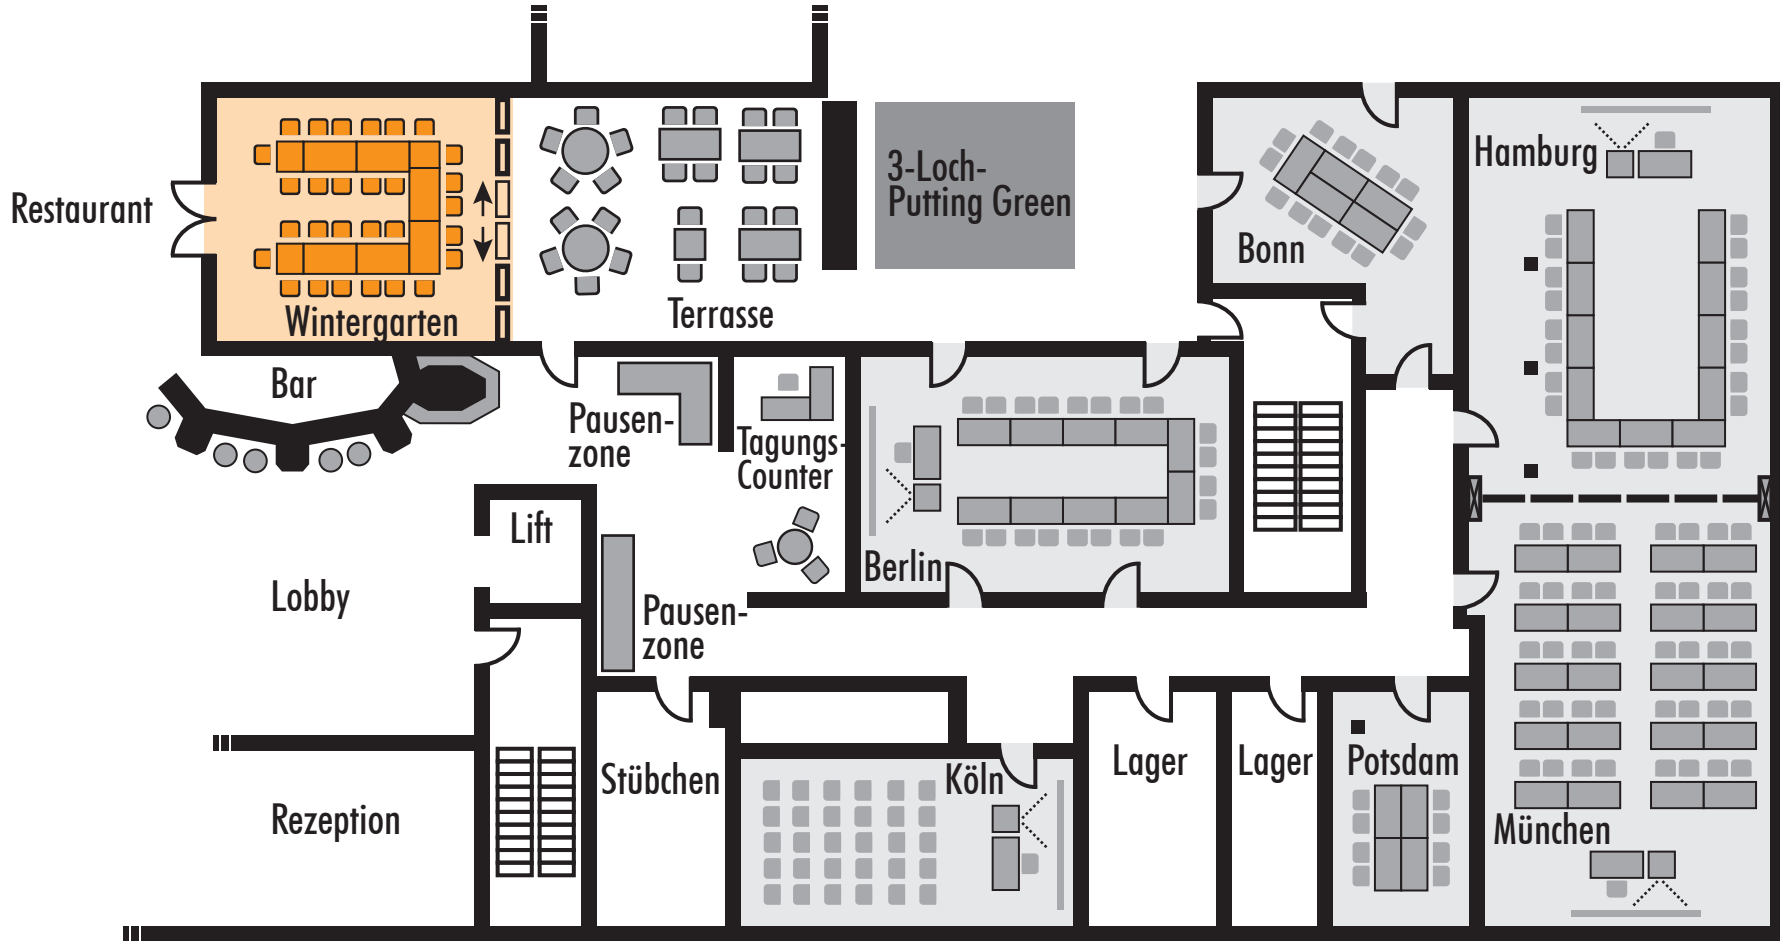 Restaurant
Wintergarten
Terrasse
3-Loch-
Putting Green
Bonn
Hamburg
Bar
Pausen-
zone
Tagungs-
Counter
Lift
Berlin
Lobby
Pausen-
zone
Rezeption
Stübchen
Köln
Lager
Lager
Potsdam
München